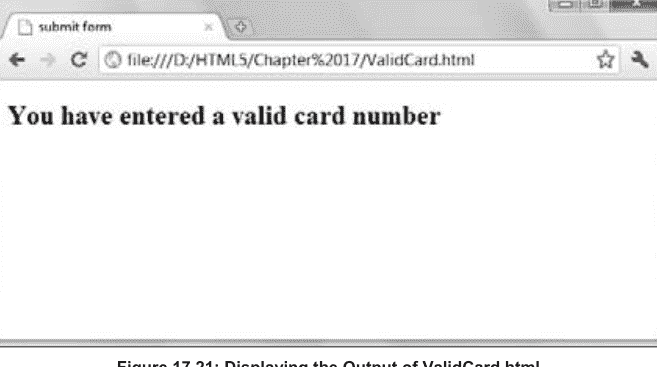 submit form
file:///D:/HTML5/Chapter%2017/ValidCard.html
You have entered a valid card number
Figure 17.21: Displaying the Output of ValidCard.html